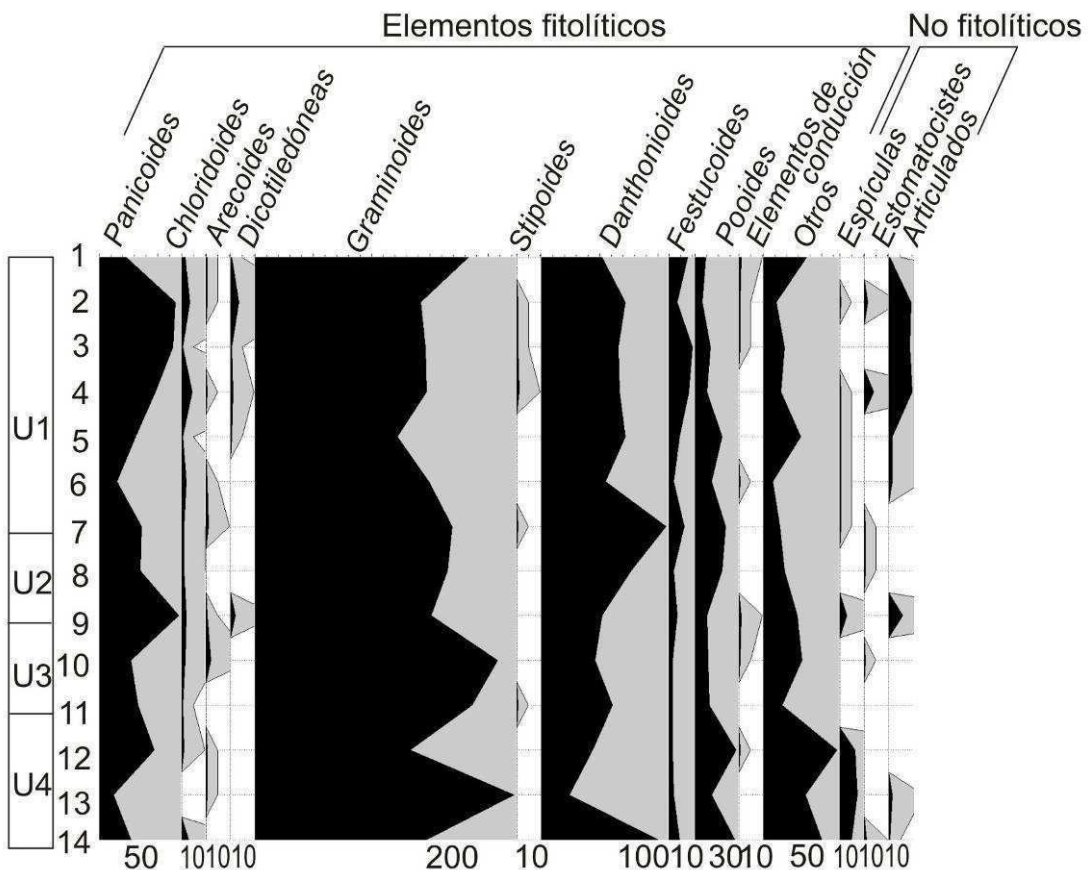 Elementos fitolíticos
No fitolíticos
Panicoides
Chloridoides
Arecoides
Dicotiledóneas
Graminoides
Stipoides
Danthonioides
Festucoides
Pooides
Elementos de
conducción
Otros
Espículas
Estomatocistes
Articulados
1
2
3
4
5
6
7
8
9
10
11
12
13
14
U1
U2
U3
U4
50 10 10 10 200 10 100 10 30 10 50 10 10 10